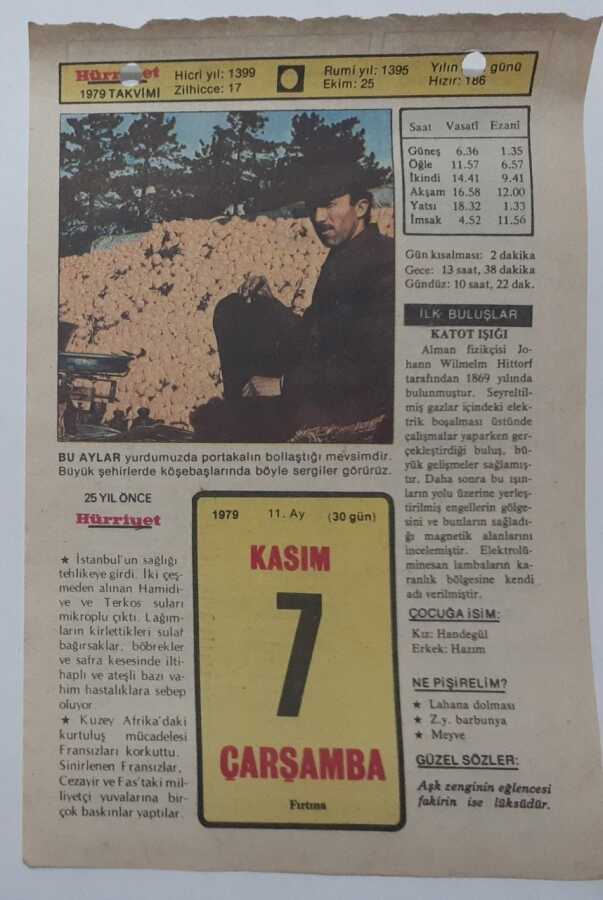 Hürriyet
1979 TAKVİMİ
Hicri yıl: 1399
Zilhicce: 17
Rumi yıl: 1395
Ekim: 25
Yılın günü
Hızır: 186
Saat Vasatî Ezanî
Güneş 6.36 1.35
Öğle 11.57 6.57
İkindi 14.41 9.41
Akşam 16.58 12.00
Yatsı 18.32 1.33
İmsak 4.52 11.56
Gün kısalması: 2 dakika
Gece: 13 saat, 38 dakika
Gündüz: 10 saat, 22 dak.
İLK BULUŞLAR
KATOT IŞIĞI
Alman fizikçisi Jo-
hann Wilmelm Hittorf
tarafından 1869 yılında
bulunmuştur. Seyreltil-
miş gazlar içindeki elek-
trik boşalması üstünde
çalışmalar yaparken ger-
çekleştirdiği buluş, bü-
yük gelişmeler sağlamış-
tır. Daha sonra bu ışın-
ların yolu üzerine yerleş-
tirilmiş engellerin gölge-
sini ve bunların sağladı-
ğı magnetik alanlarını
incelemiştir. Elektrolü-
minesan lambaların ka-
ranlık bölgesine kendi
adı verilmiştir.
ÇOCUĞA İSİM:
Kız: Handegül
Erkek: Hazım
NE PİŞİRELİM?
★ Lahana dolması
★ Z.y. barbunya
★ Meyve
GÜZEL SÖZLER:
Aşk zenginin eğlencesi
fakirin ise lüksüdür.
BU AYLAR yurdumuzda portakalın bollaştığı mevsimdir.
Büyük şehirlerde köşebaşlarında böyle sergiler görürüz.
25 YIL ÖNCE
Hürriyet
★ İstanbul'un sağlığı
tehlikeye girdi. İki çeş-
meden alınan Hamidi-
ye ve Terkos suları
mikroplu çıktı. Lağım-
ların kirlettikleri sulaf
bağırsaklar, böbrekler
ve safra kesesinde ilti-
haplı ve ateşli bazı va-
him hastalıklara sebep
oluyor
★ Kuzey Afrika'daki
kurtuluş mücadelesi
Fransızları korkuttu.
Sinirlenen Fransızlar,
Cezayir ve Fas'taki mil-
liyetçi yuvalarına bir-
çok baskınlar yaptılar.
1979 11. Ay (30 gün)
KASIM
7
ÇARŞAMBA
Fırtına